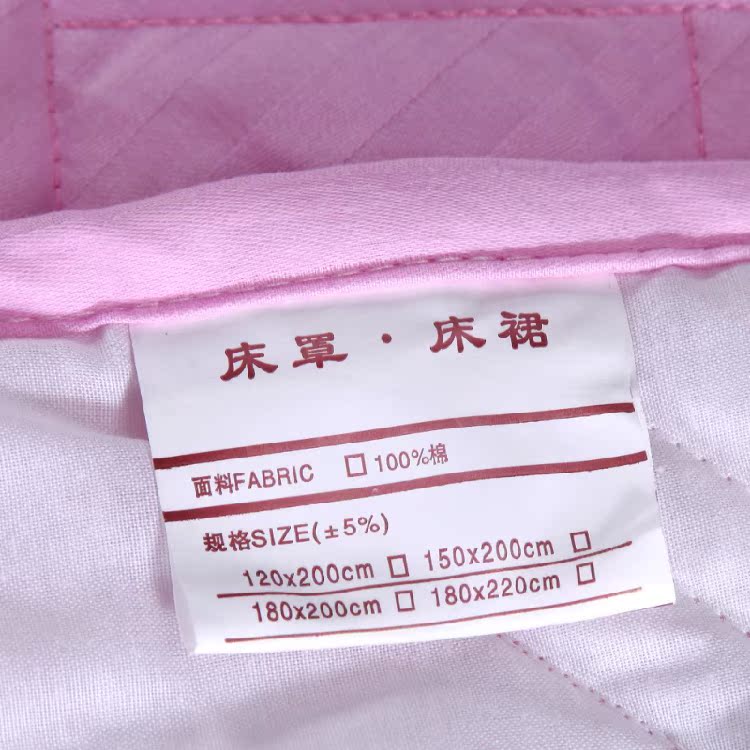 床罩·床裙
面料FABRIC □ 100%棉
规格SIZE(±5%)
120x200cm □ 150x200cm □
180x200cm □ 180x220cm □